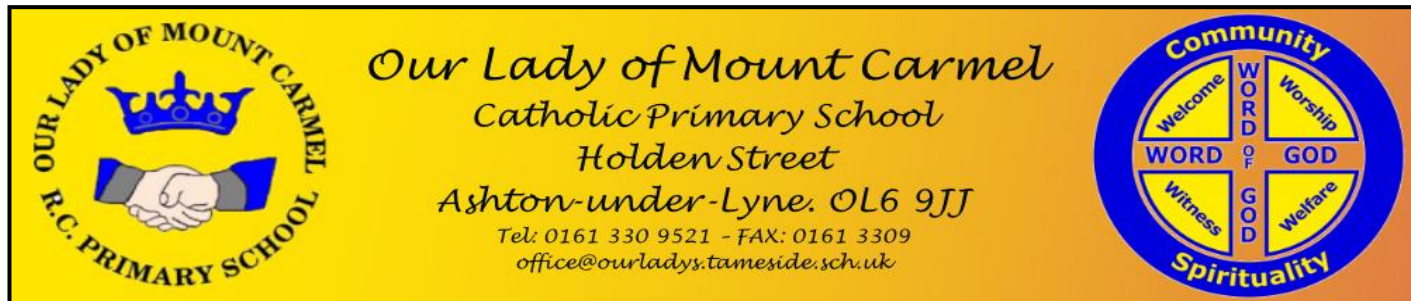 OUR LADY OF MOUNT CARMEL
R.C. PRIMARY SCHOOL
Our Lady of Mount Carmel
Catholic Primary School
Holden Street
Ashton-under-Lyne. OL6 9JJ
Tel: 0161 330 9521 – FAX: 0161 3309
office@ourladys.tameside.sch.uk
Community
Welcome
Worship
WORD OF GOD
WORD OF GOD
Witness
Welfare
Spirituality